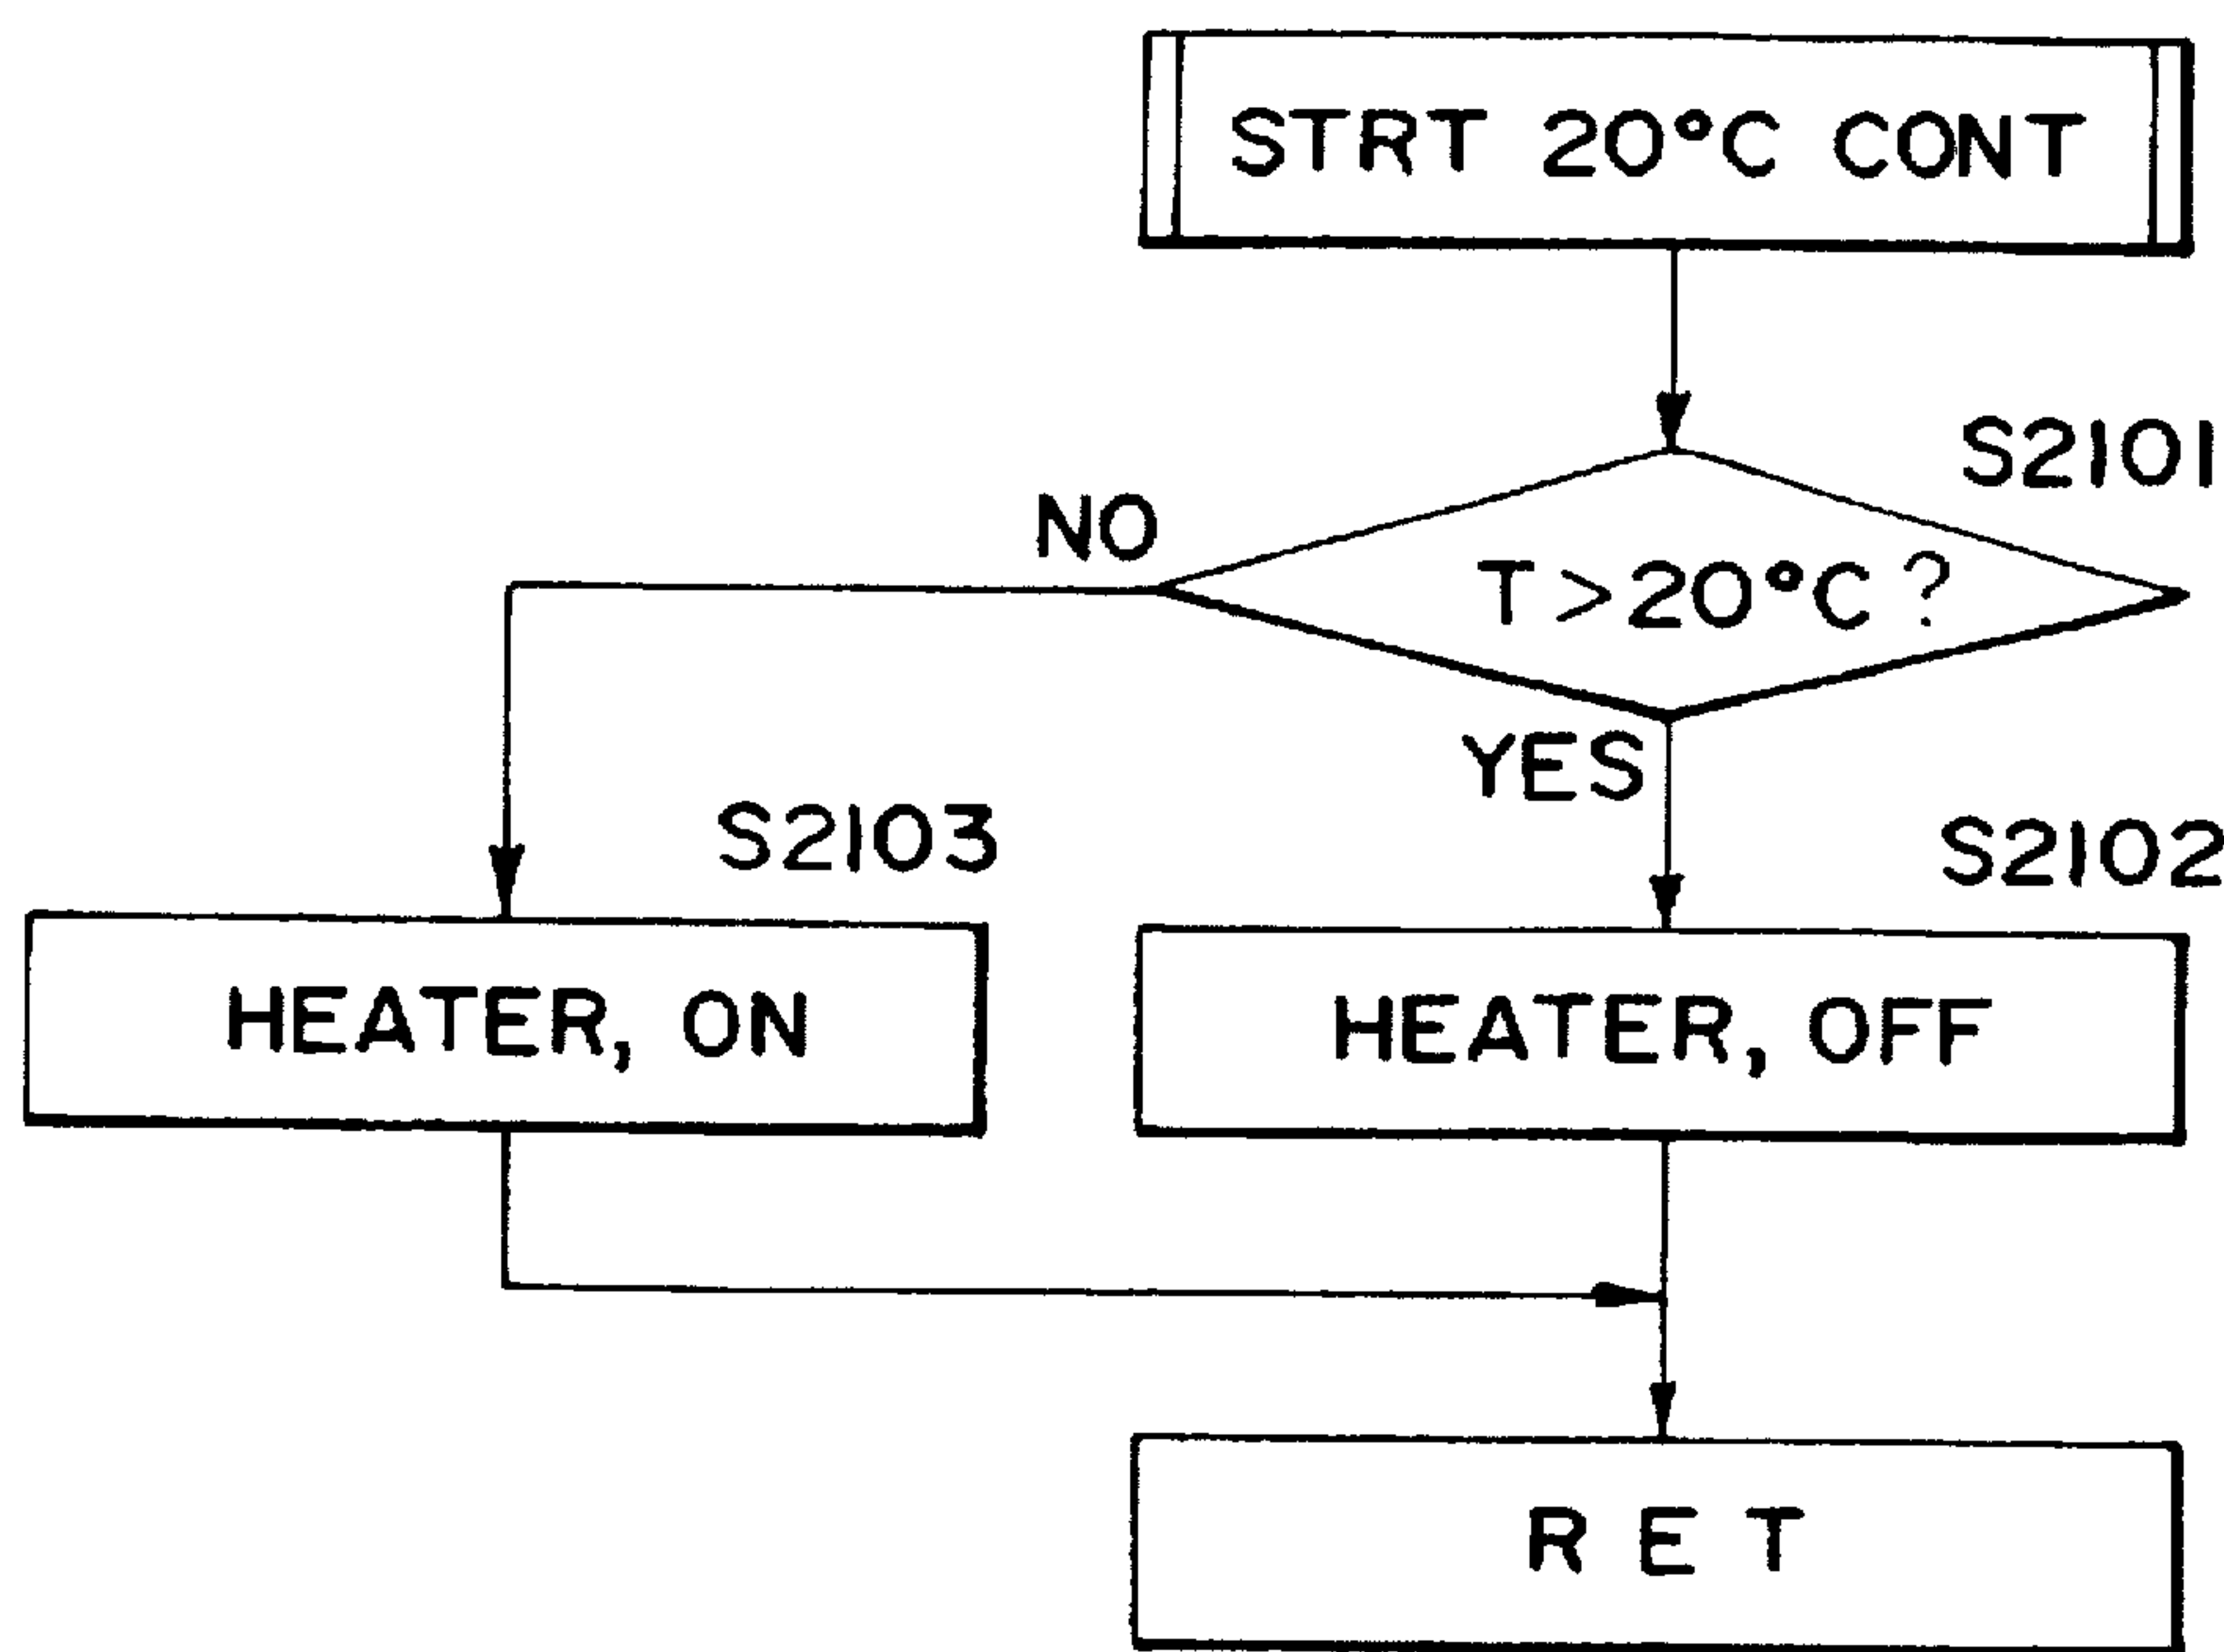 STRT 20°C CONT
S2101
NO
T>20°C?
YES
S2103
S2102
HEATER, ON
HEATER, OFF
RET